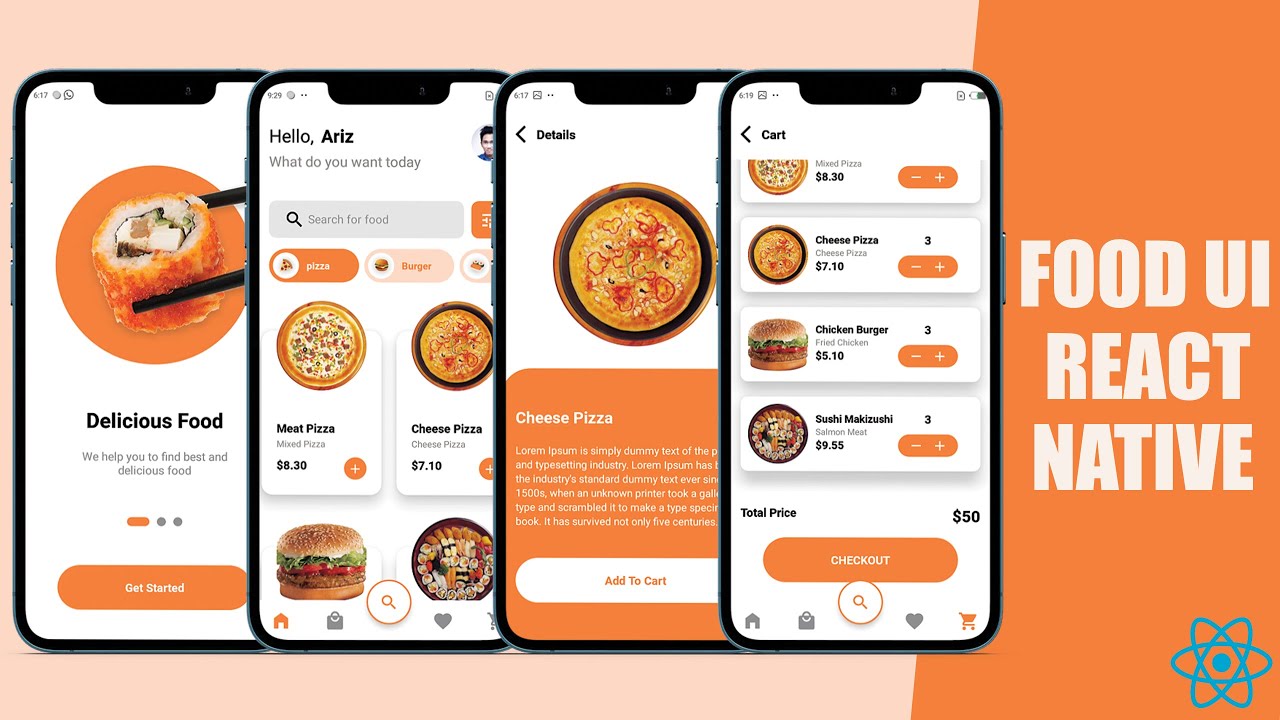 6:17
Delicious Food
We help you to find best and
delicious food
Get Started
9:29
Hello, Ariz
What do you want today
Search for food
pizza
Burger
Meat Pizza
Mixed Pizza
$8.30
Cheese Pizza
Cheese Pizza
$7.10
6:17
Details
Cheese Pizza
Lorem Ipsum is simply dummy text of the p
and typesetting industry. Lorem Ipsum has b
the industry's standard dummy text ever sin
1500s, when an unknown printer took a gall
type and scrambled it to make a type speci
book. It has survived not only five centuries.
Add To Cart
6:19
Cart
Mixed Pizza
$8.30
Cheese Pizza 3
Cheese Pizza
$7.10
Chicken Burger 3
Fried Chicken
$5.10
Sushi Makizushi 3
Salmon Meat
$9.55
Total Price $50
CHECKOUT
FOOD UI
REACT
NATIVE